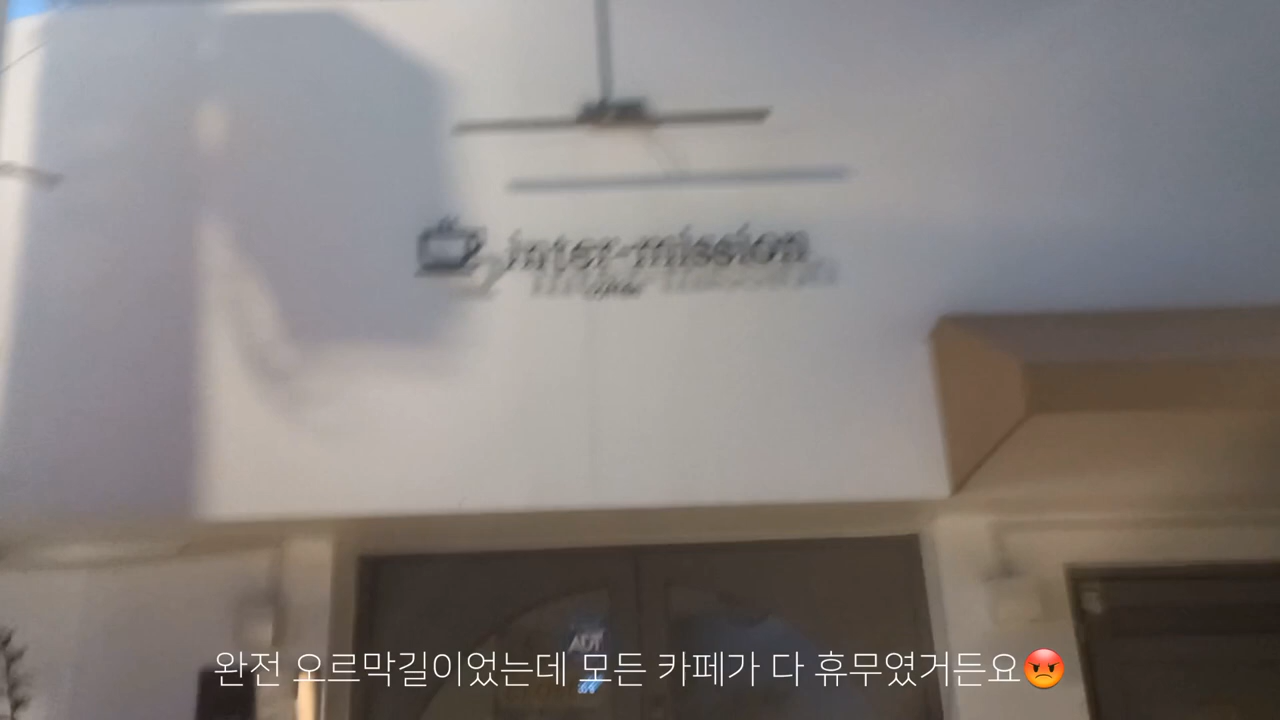 inter-mission
ADT
완전 오르막길이었는데 모든 카페가 다 휴무였거든요😡